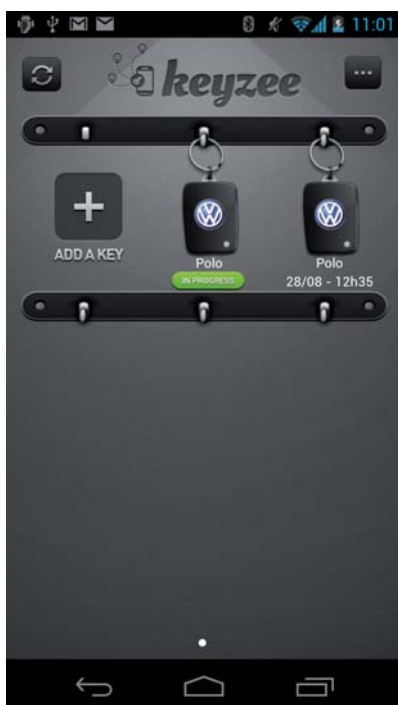 11:01
keyzee
ADD A KEY
Polo
IN PROGRESS
Polo
28/08 - 12h35